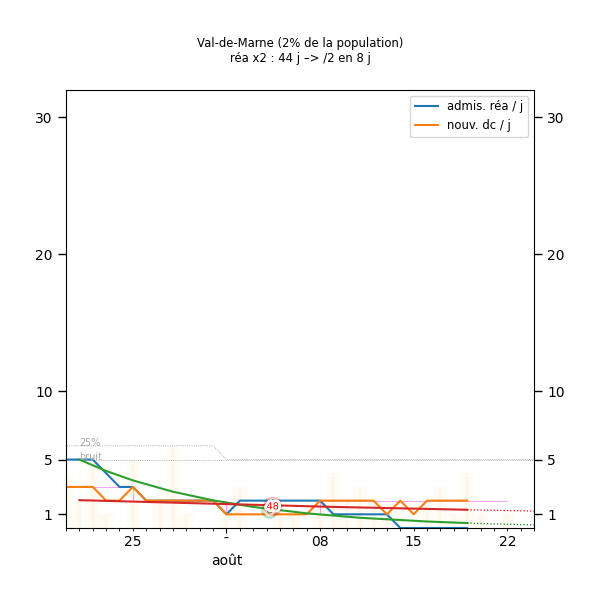 Val-de-Marne (2% de la population)
réa x2 : 44 j –> /2 en 8 j
admis. réa / j
nouv. dc / j
30 30
20 20
10 10
25%
bruit
5 5
48
1 1
25 - 08 15 22
août